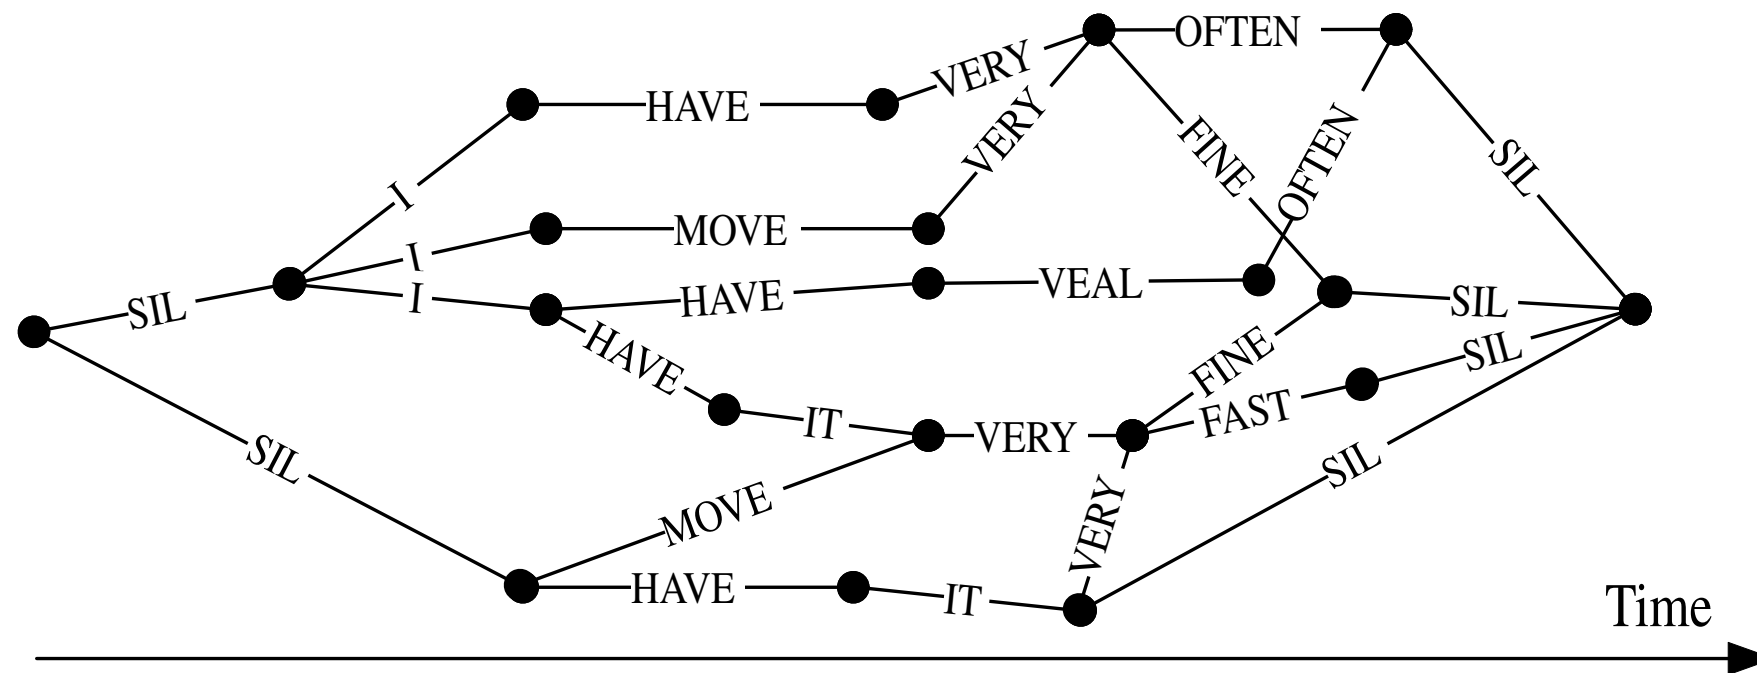 OFTEN
VERY
HAVE
VERY
FINE
OFTEN
SIL
I
MOVE
I
SIL
I
HAVE
VEAL
SIL
HAVE
FINE
SIL
IT
VERY
FAST
SIL
MOVE
VERY
SIL
HAVE
IT
Time